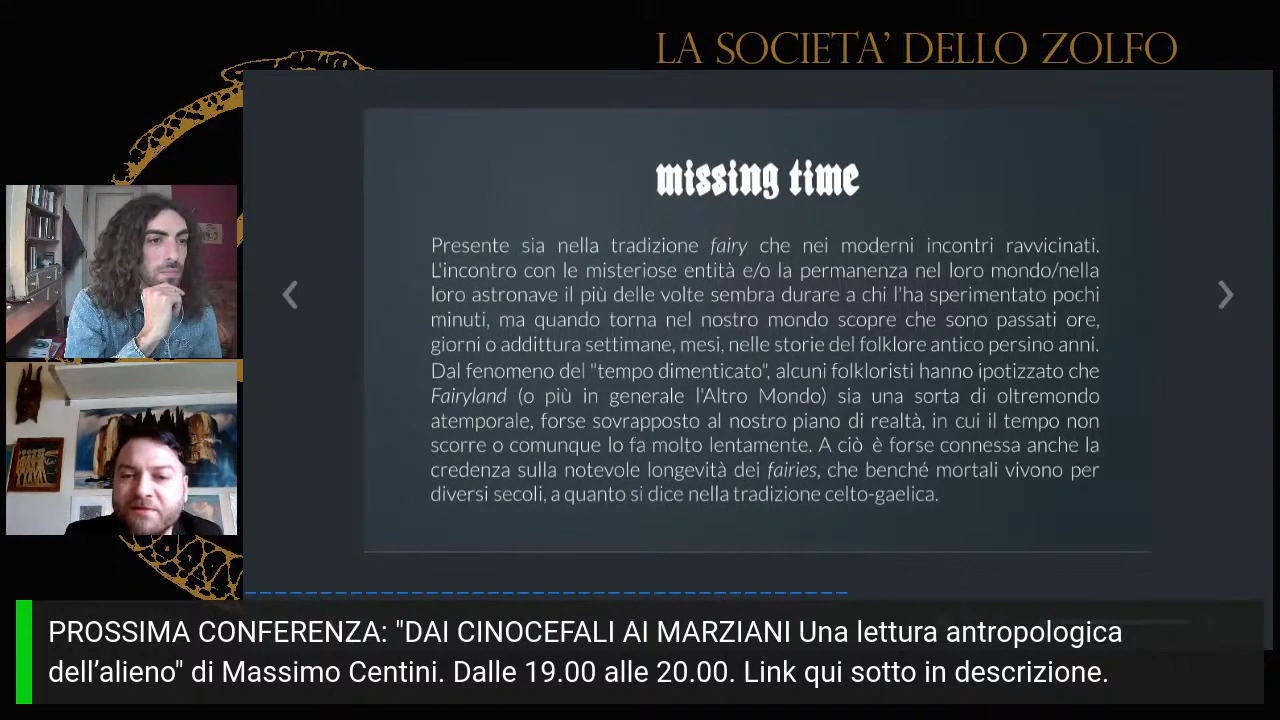 LA SOCIETA' DELLO ZOLFO
missing time
Presente sia nella tradizione fairy che nei moderni incontri ravvicinati.
L'incontro con le misteriose entità e/o la permanenza nel loro mondo/nella
loro astronave il più delle volte sembra durare a chi l'ha sperimentato pochi
minuti, ma quando torna nel nostro mondo scopre che sono passati ore,
giorni o addittura settimane, mesi, nelle storie del folklore antico persino anni.
Dal fenomeno del "tempo dimenticato", alcuni folkloristi hanno ipotizzato che
Fairyland (o più in generale l'Altro Mondo) sia una sorta di oltremondo
atemporale, forse sovrapposto al nostro piano di realtà, in cui il tempo non
scorre o comunque lo fa molto lentamente. A ciò è forse connessa anche la
credenza sulla notevole longevità dei fairies, che benché mortali vivono per
diversi secoli, a quanto si dice nella tradizione celto-gaelica.
PROSSIMA CONFERENZA: "DAI CINOCEFALI AI MARZIANI Una lettura antropologica
dell’alieno" di Massimo Centini. Dalle 19.00 alle 20.00. Link qui sotto in descrizione.